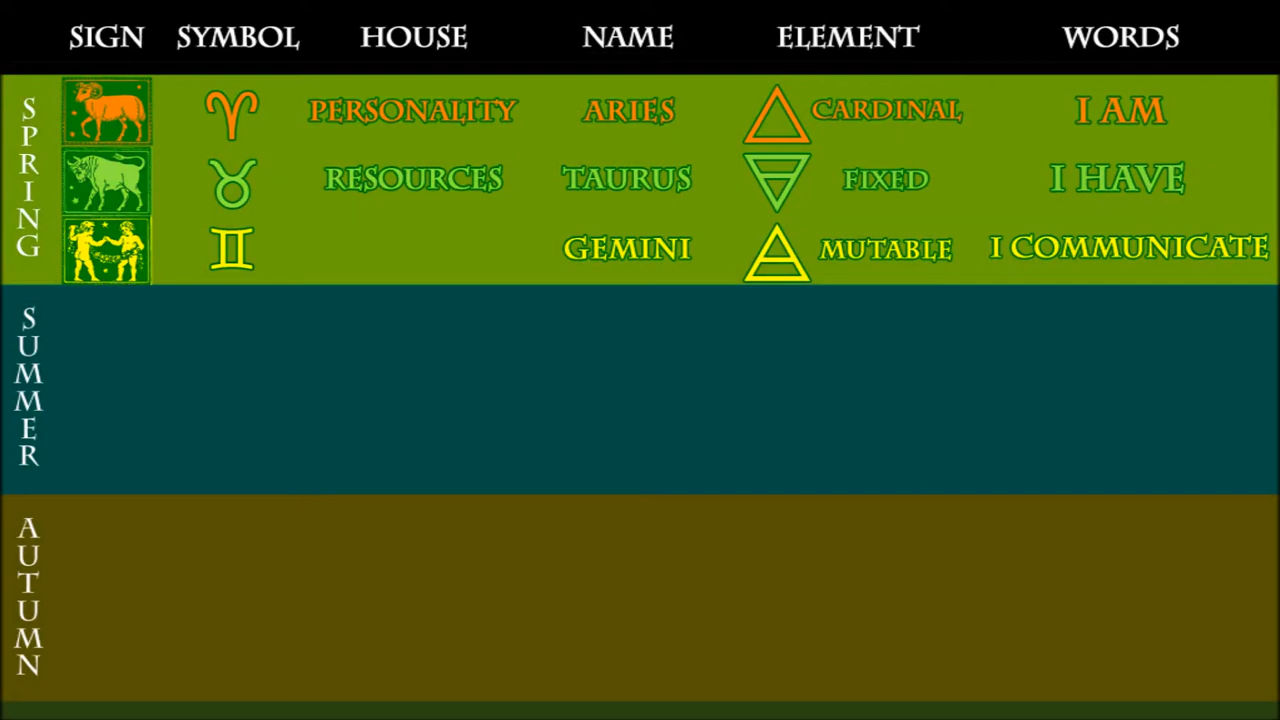 SIGN SYMBOL HOUSE NAME ELEMENT WORDS
SPRING
♈ PERSONALITY ARIES CARDINAL I AM
♉ RESOURCES TAURUS FIXED I HAVE
♊ GEMINI MUTABLE I COMMUNICATE
SUMMER
AUTUMN